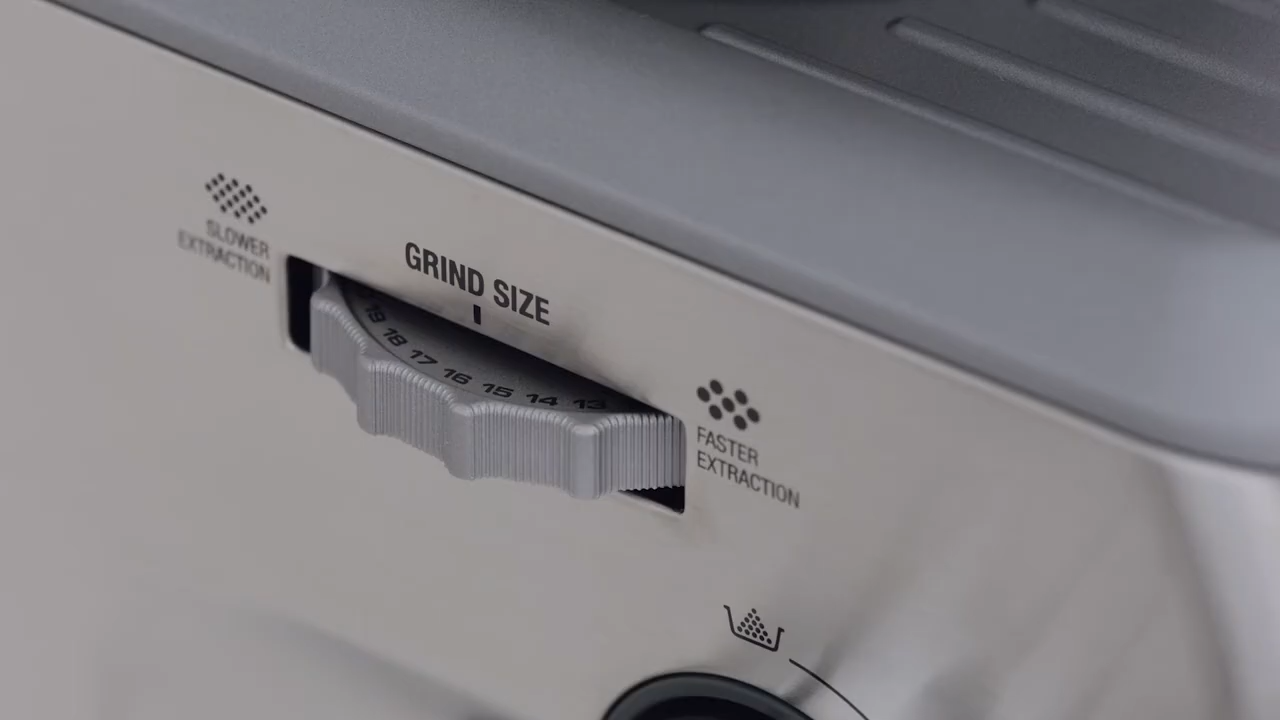 SLOWER
EXTRACTION
GRIND SIZE
19 18 17 16 15 14 13
FASTER
EXTRACTION